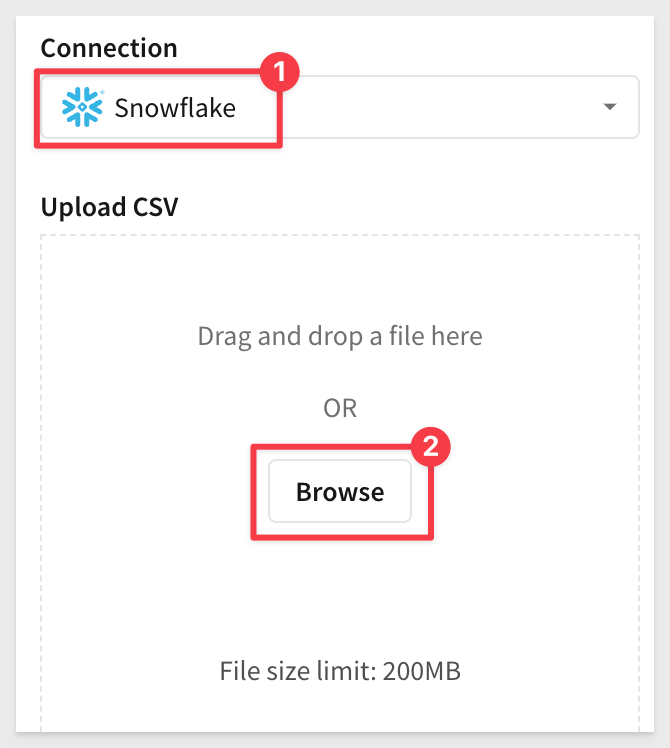 Connection
1
Snowflake
Upload CSV
Drag and drop a file here
OR
2
Browse
File size limit: 200MB